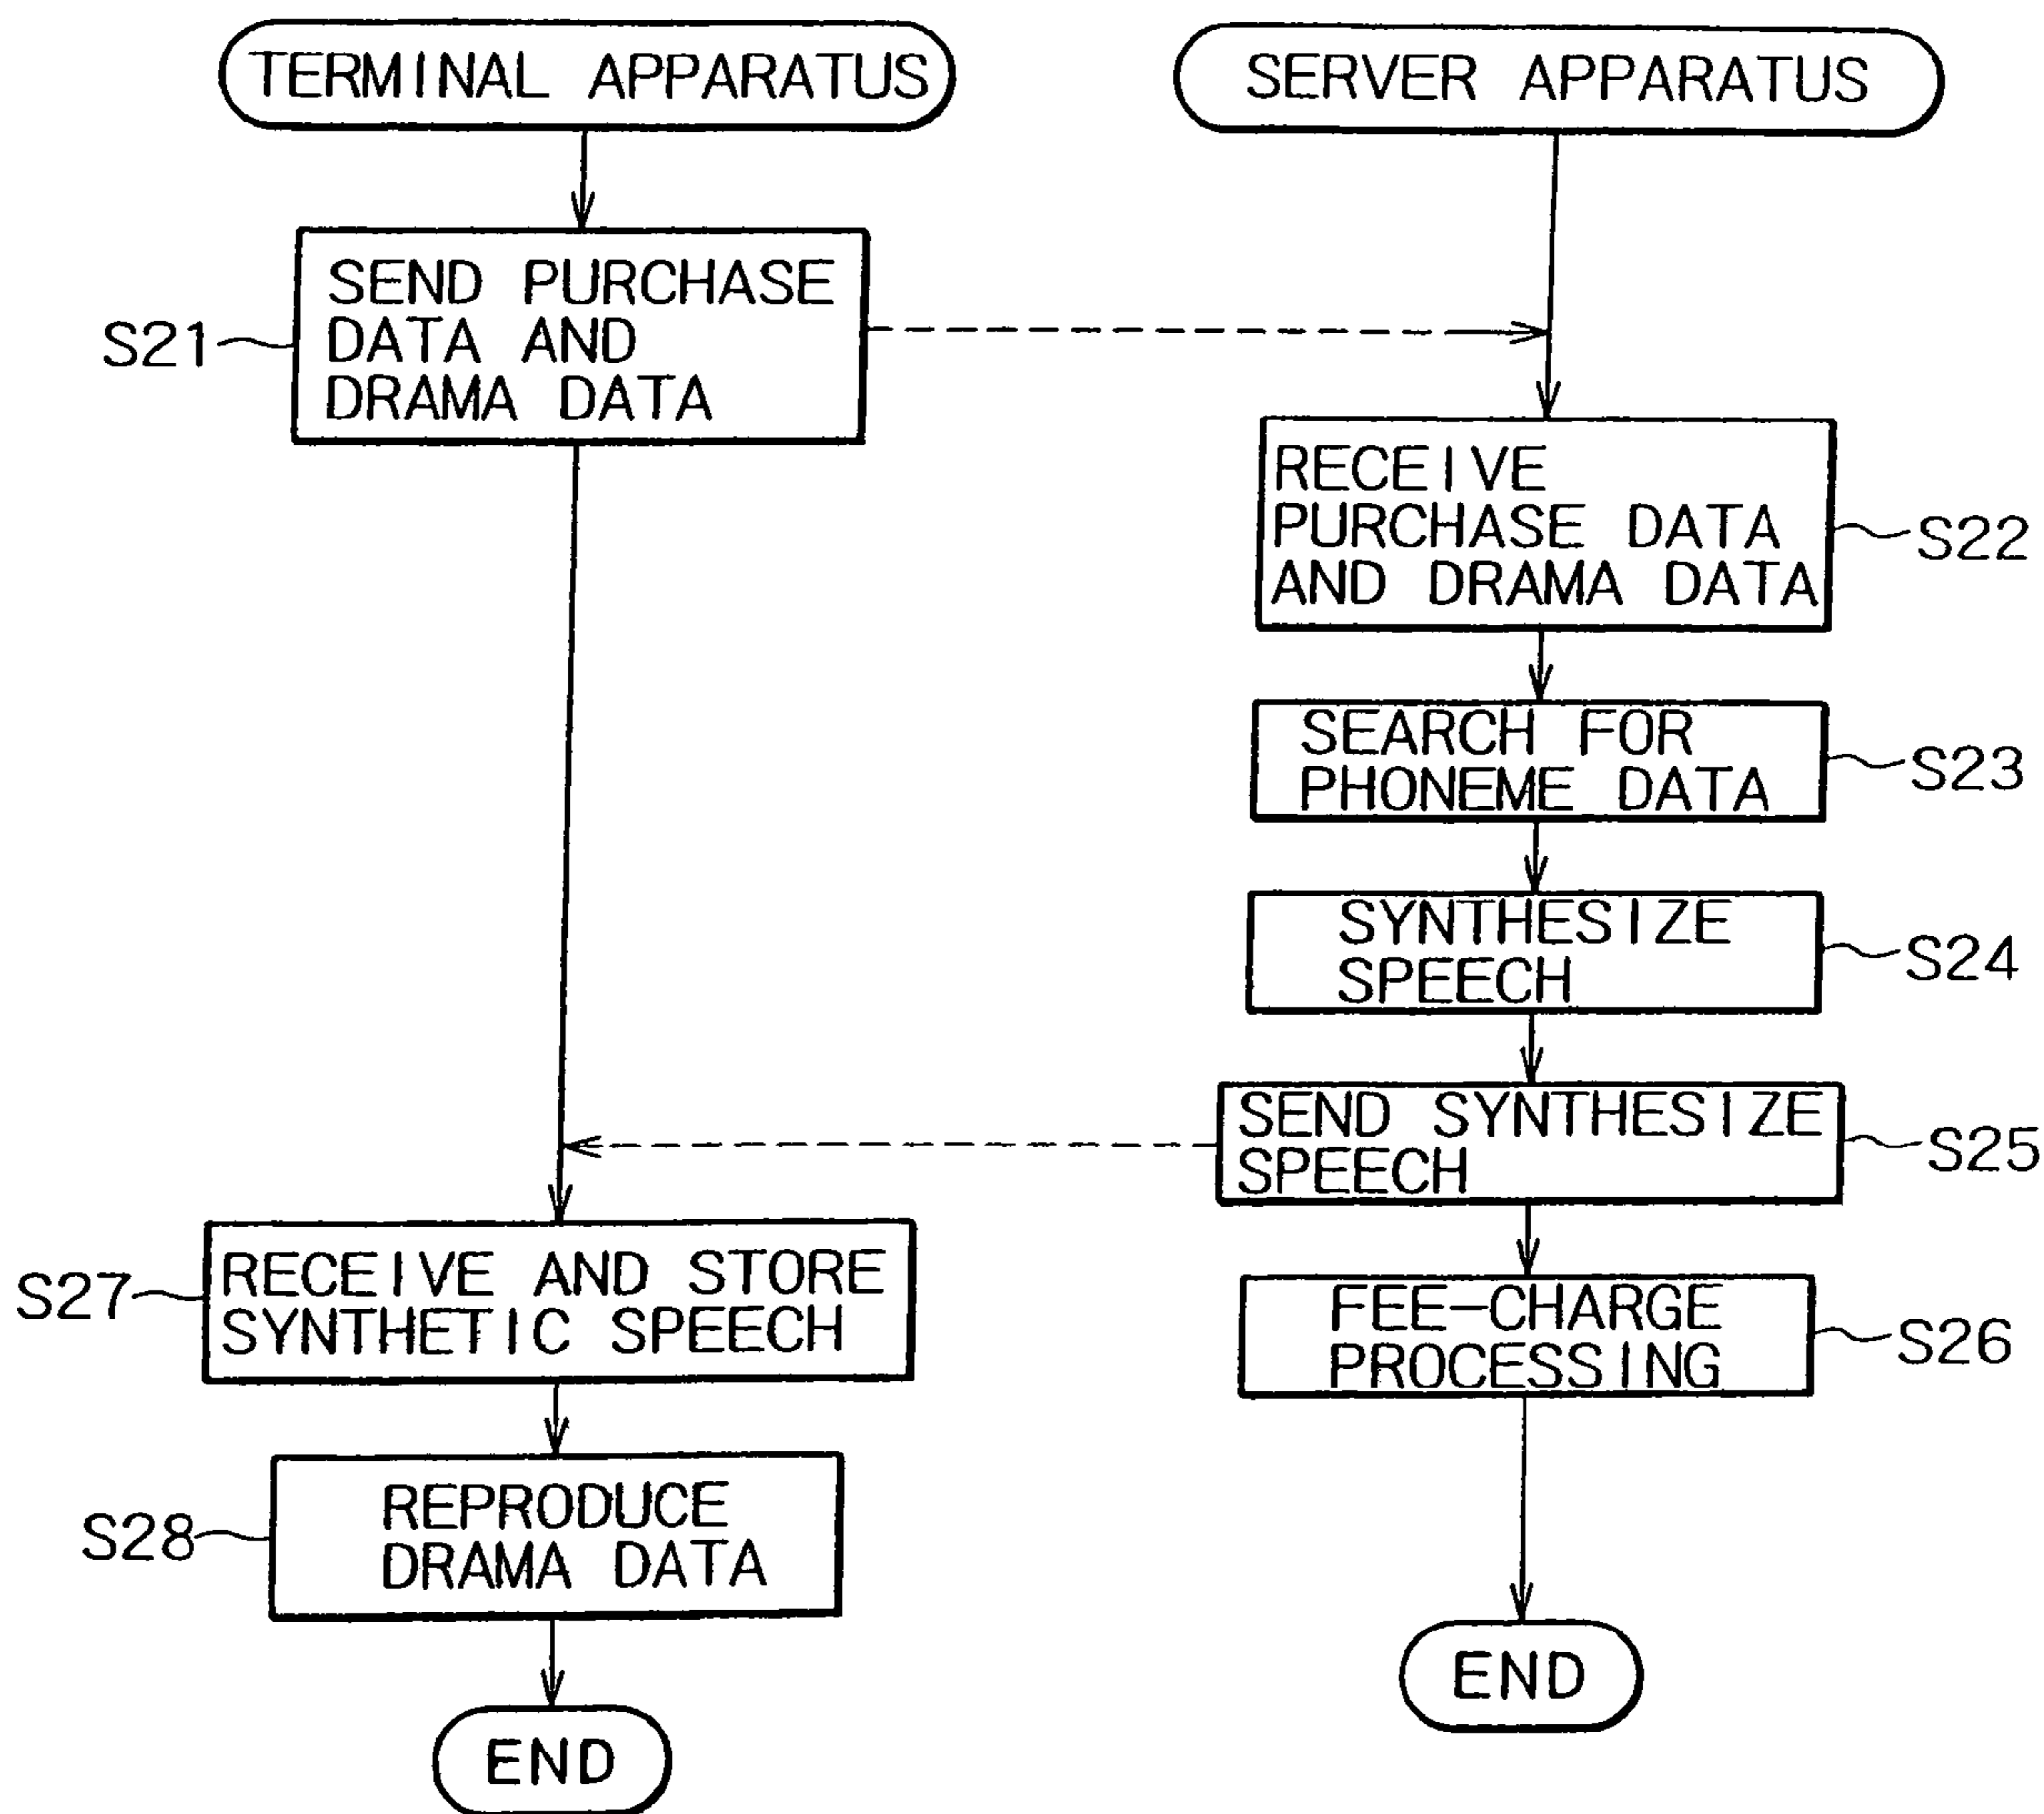 TERMINAL APPARATUS
SEND PURCHASE
DATA AND
DRAMA DATA
S21
RECEIVE AND STORE
SYNTHETIC SPEECH
S27
REPRODUCE
DRAMA DATA
S28
END
SERVER APPARATUS
RECEIVE
PURCHASE DATA
AND DRAMA DATA
S22
SEARCH FOR
PHONEME DATA
S23
SYNTHESIZE
SPEECH
S24
SEND SYNTHESIZE
SPEECH
S25
FEE-CHARGE
PROCESSING
S26
END